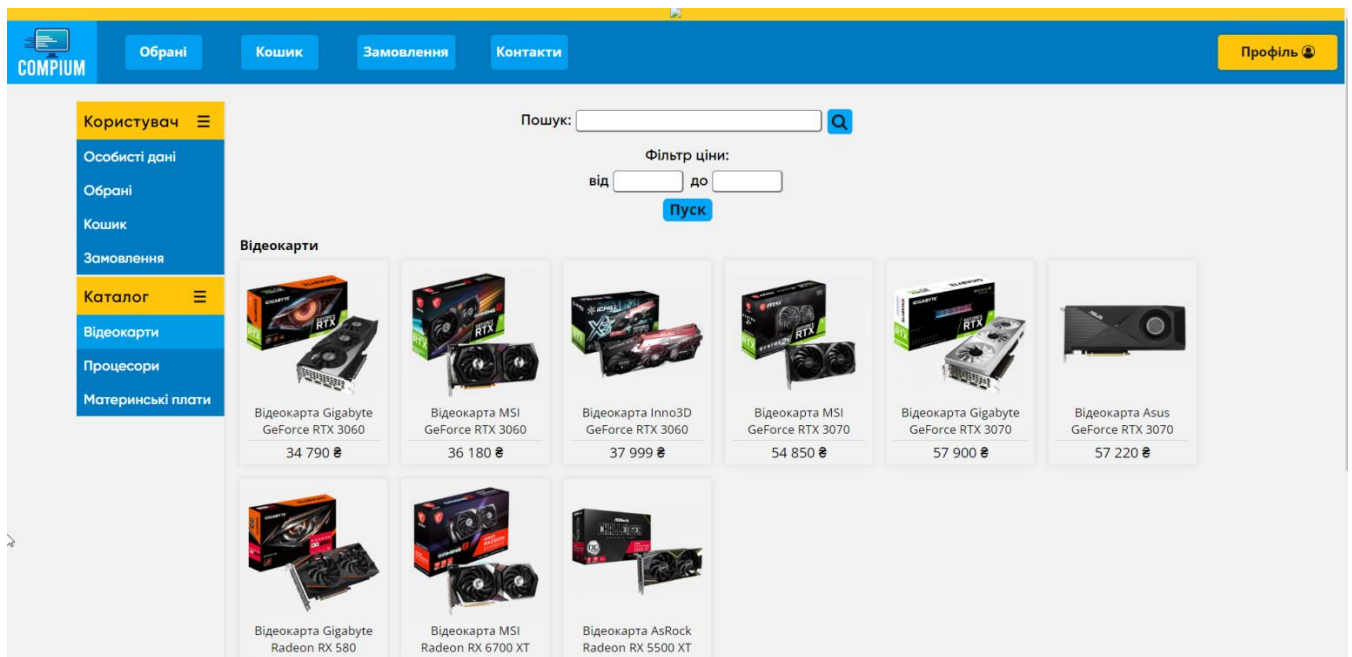 COMPIUM
Обрані
Кошик
Замовлення
Контакти
Профіль
Користувач
Особисті дані
Обрані
Кошик
Замовлення
Каталог
Відеокарти
Процесори
Материнські плати
Пошук:
Фільтр ціни:
від до
Пуск
Відеокарти
Відеокарта Gigabyte
GeForce RTX 3060
34 790 ₴
Відеокарта MSI
GeForce RTX 3060
36 180 ₴
Відеокарта Inno3D
GeForce RTX 3060
37 999 ₴
Відеокарта MSI
GeForce RTX 3070
54 850 ₴
Відеокарта Gigabyte
GeForce RTX 3070
57 900 ₴
Відеокарта Asus
GeForce RTX 3070
57 220 ₴
Відеокарта Gigabyte
Radeon RX 580
Відеокарта MSI
Radeon RX 6700 XT
Відеокарта AsRock
Radeon RX 5500 XT